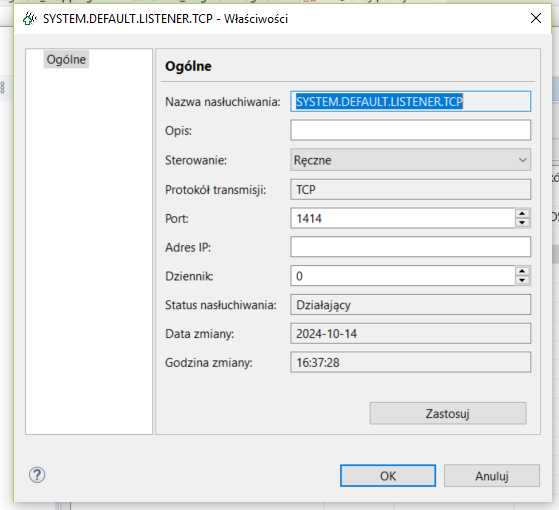 SYSTEM.DEFAULT.LISTENER.TCP - Właściwości
Ogólne
Ogólne
Nazwa nasłuchiwania: SYSTEM.DEFAULT.LISTENER.TCP
Opis:
Sterowanie: Ręczne
Protokół transmisji: TCP
Port: 1414
Adres IP:
Dziennik: 0
Status nasłuchiwania: Działający
Data zmiany: 2024-10-14
Godzina zmiany: 16:37:28
Zastosuj
? OK Anuluj